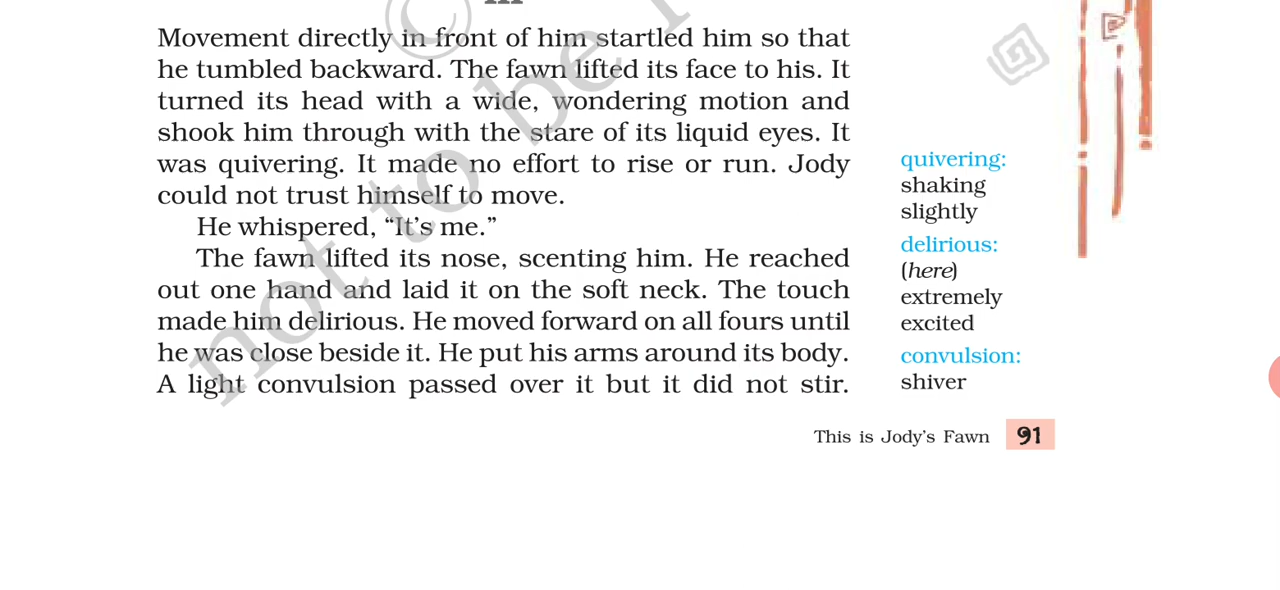 Movement directly in front of him startled him so that
he tumbled backward. The fawn lifted its face to his. It
turned its head with a wide, wondering motion and
shook him through with the stare of its liquid eyes. It
was quivering. It made no effort to rise or run. Jody
could not trust himself to move.
He whispered, “It's me.”
The fawn lifted its nose, scenting him. He reached
out one hand and laid it on the soft neck. The touch
made him delirious. He moved forward on all fours until
he was close beside it. He put his arms around its body.
A light convulsion passed over it but it did not stir.
quivering:
shaking
slightly
delirious:
(here)
extremely
excited
convulsion:
shiver
This is Jody's Fawn 91
© not to be